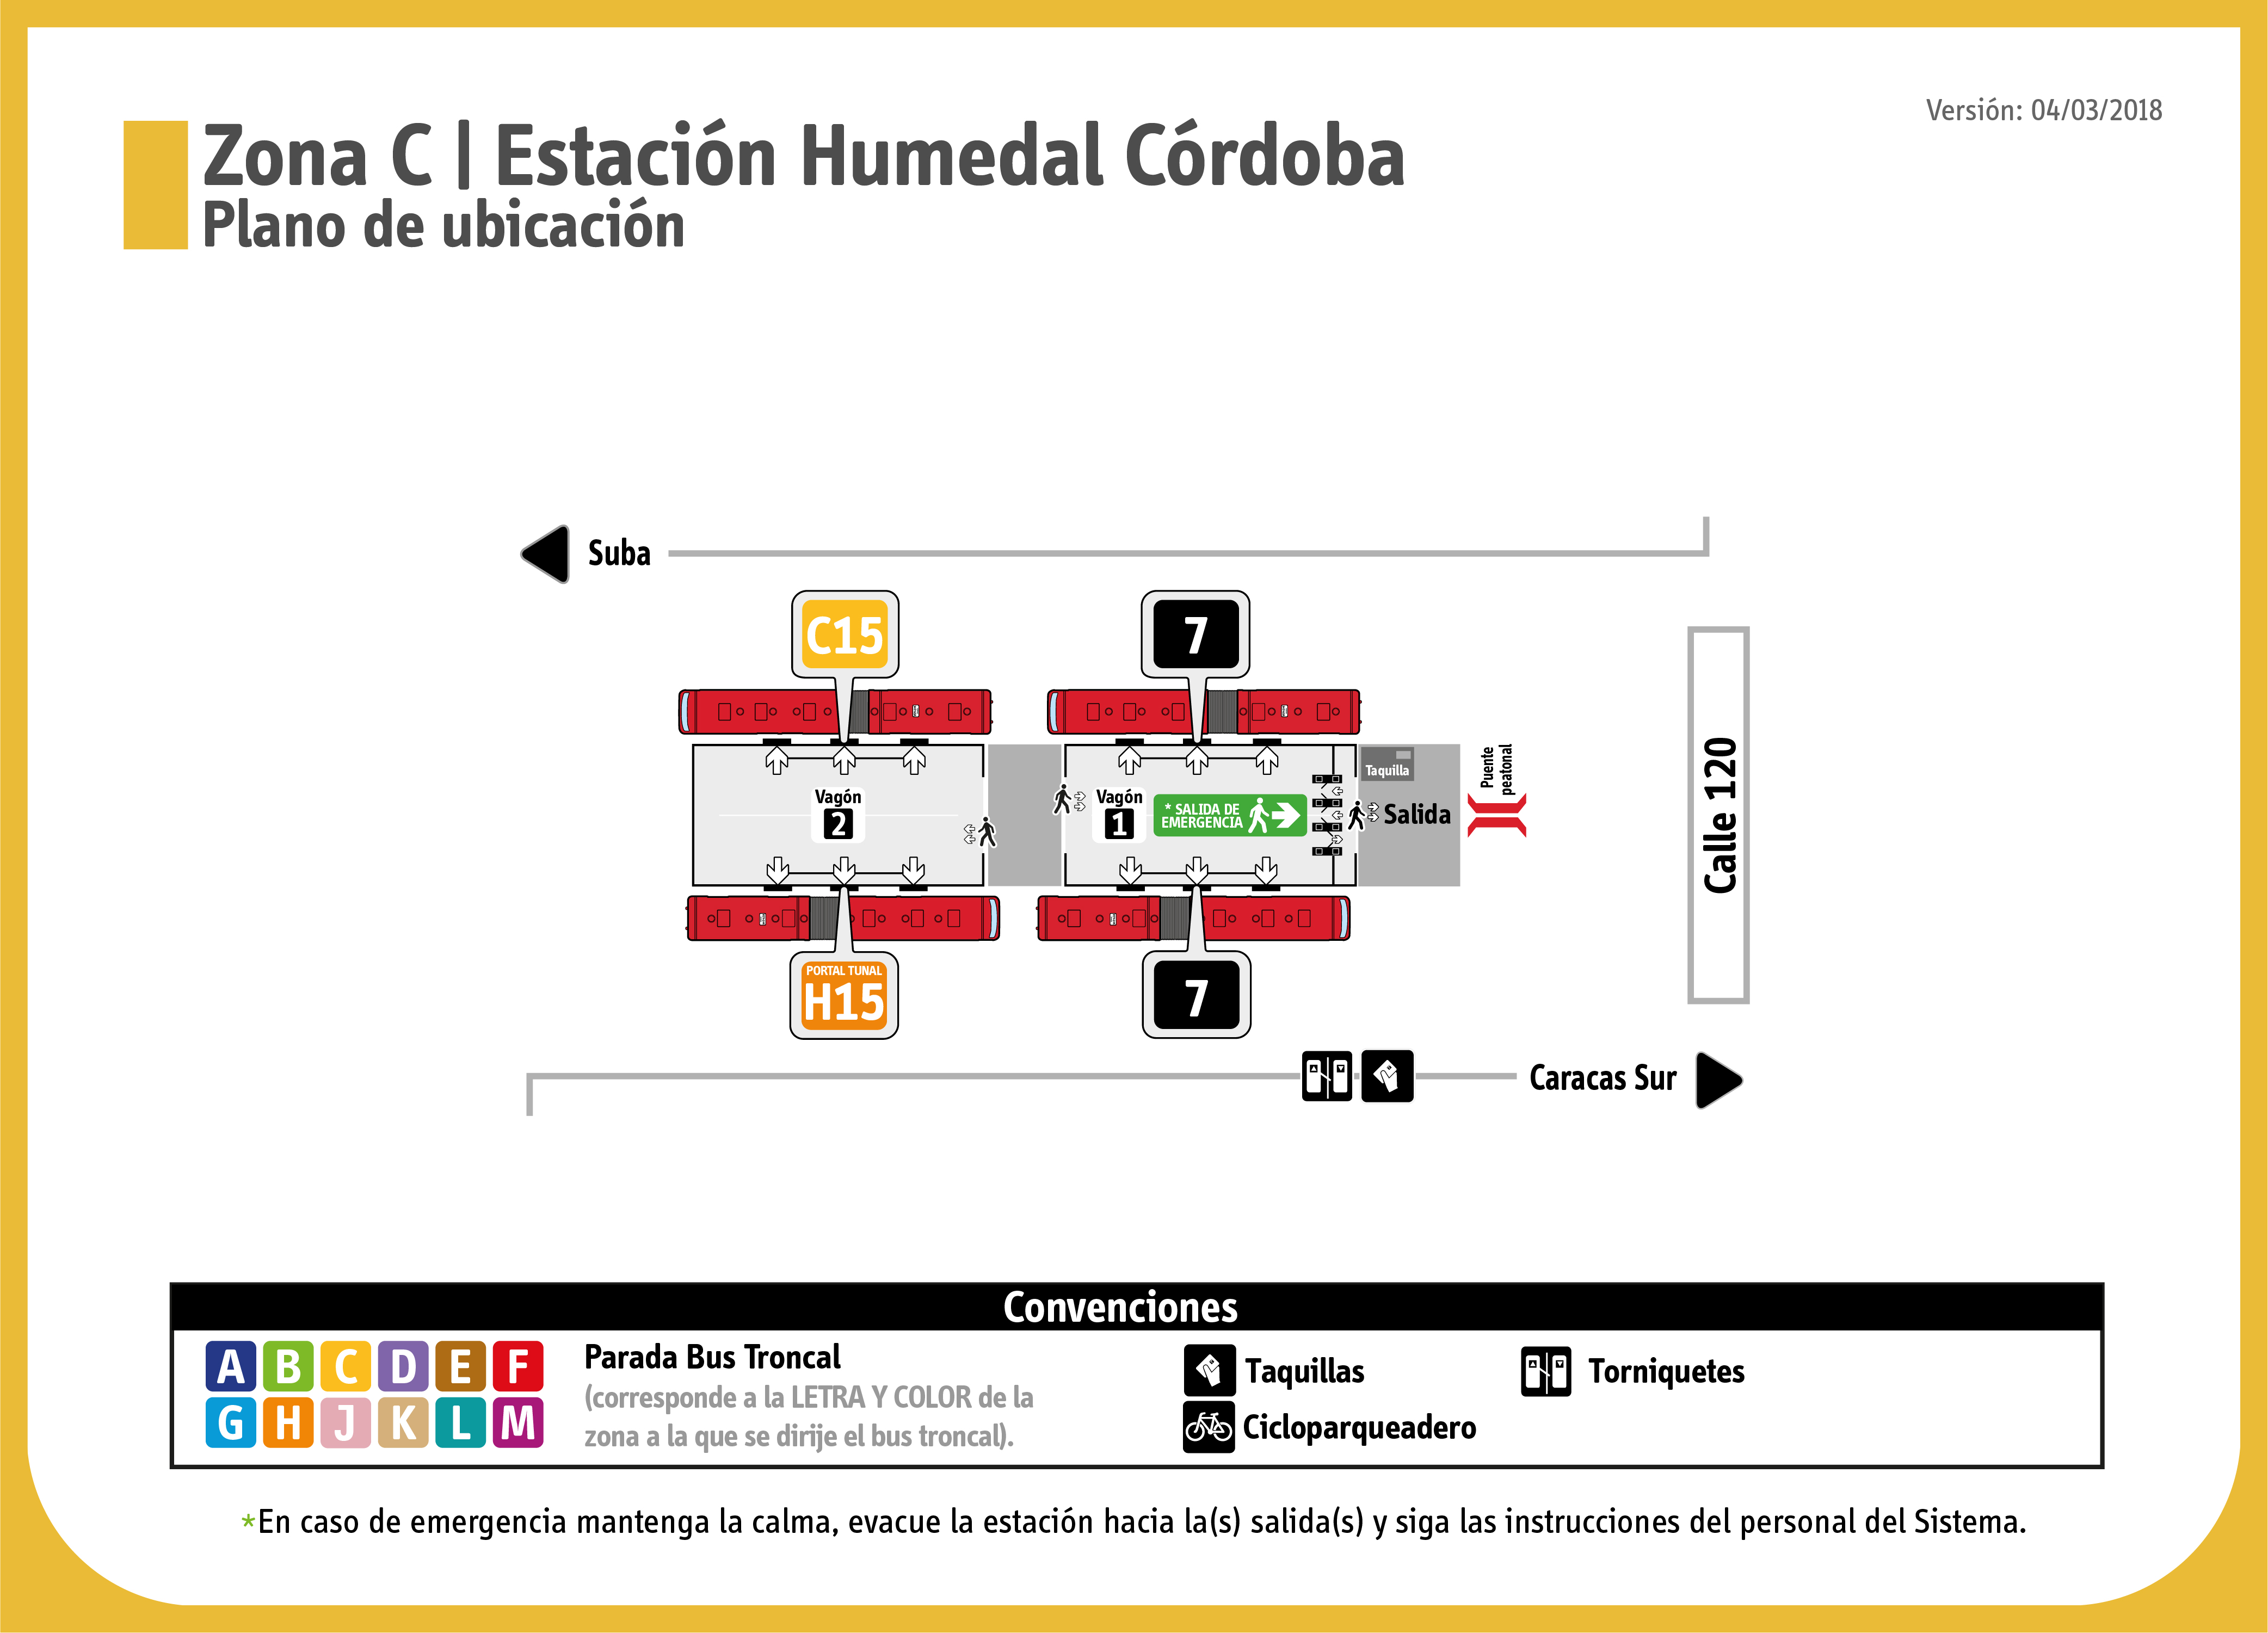 Versión: 04/03/2018
Zona C | Estación Humedal Córdoba
Plano de ubicación
Suba
C15
7
Taquilla
Puente
peatonal
Calle 120
Vagón
2
Vagón
1
* SALIDA DE
EMERGENCIA
Salida
PORTAL TUNAL
H15
7
Caracas Sur
Convenciones
A B C D E F
G H J K L M
Parada Bus Troncal
(corresponde a la LETRA Y COLOR de la
zona a la que se dirije el bus troncal).
Taquillas
Torniquetes
Cicloparqueadero
*En caso de emergencia mantenga la calma, evacue la estación hacia la(s) salida(s) y siga las instrucciones del personal del Sistema.